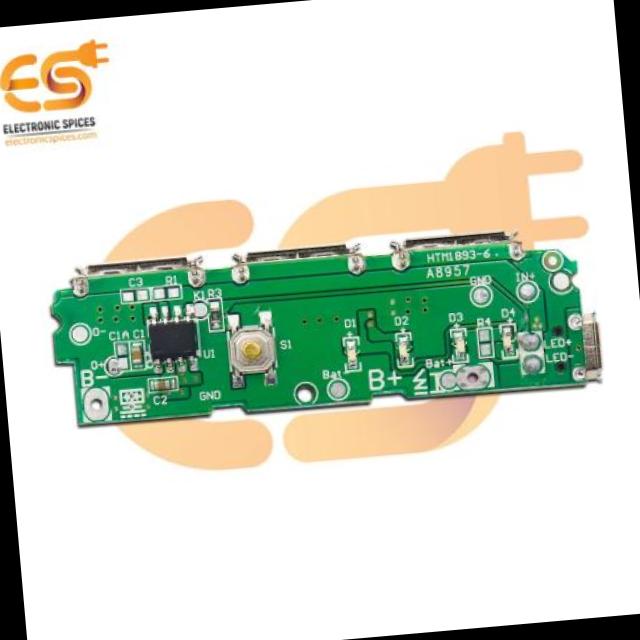 ES
ELECTRONIC SPICES
electronicspices.com
HTM1893-6.
A8957
C3 R1
K1 R3
GND
IN+
O-
C1A C1
O+
U1
S1
D1
D2
D3
R4
D4
LED+
LED-
B-
C2
GND
Bat-
B+
Bat-